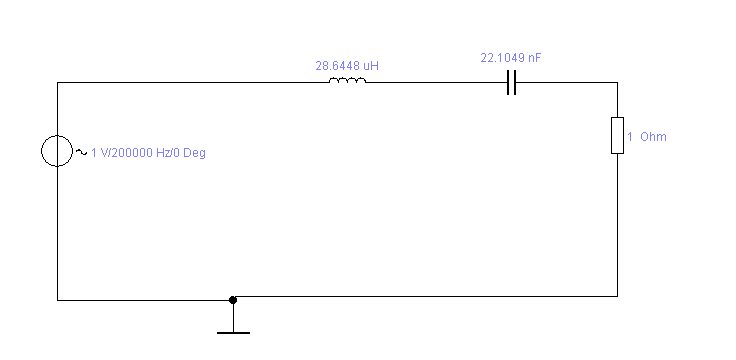 28.6448 uH
22.1049 nF
1 Ohm
1 V/200000 Hz/0 Deg